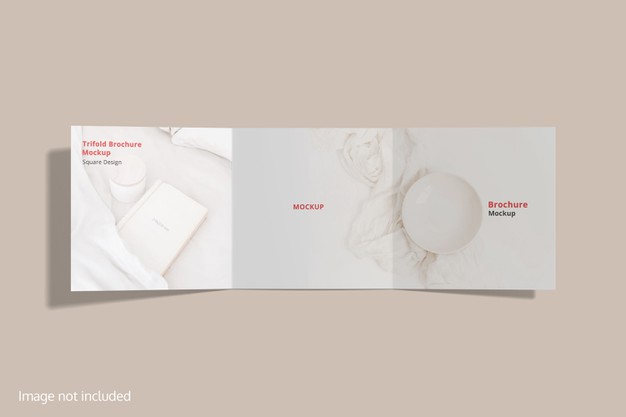 Trifold Brochure
Mockup
Square Design
MOCKUP
Brochure
Mockup
Image not included